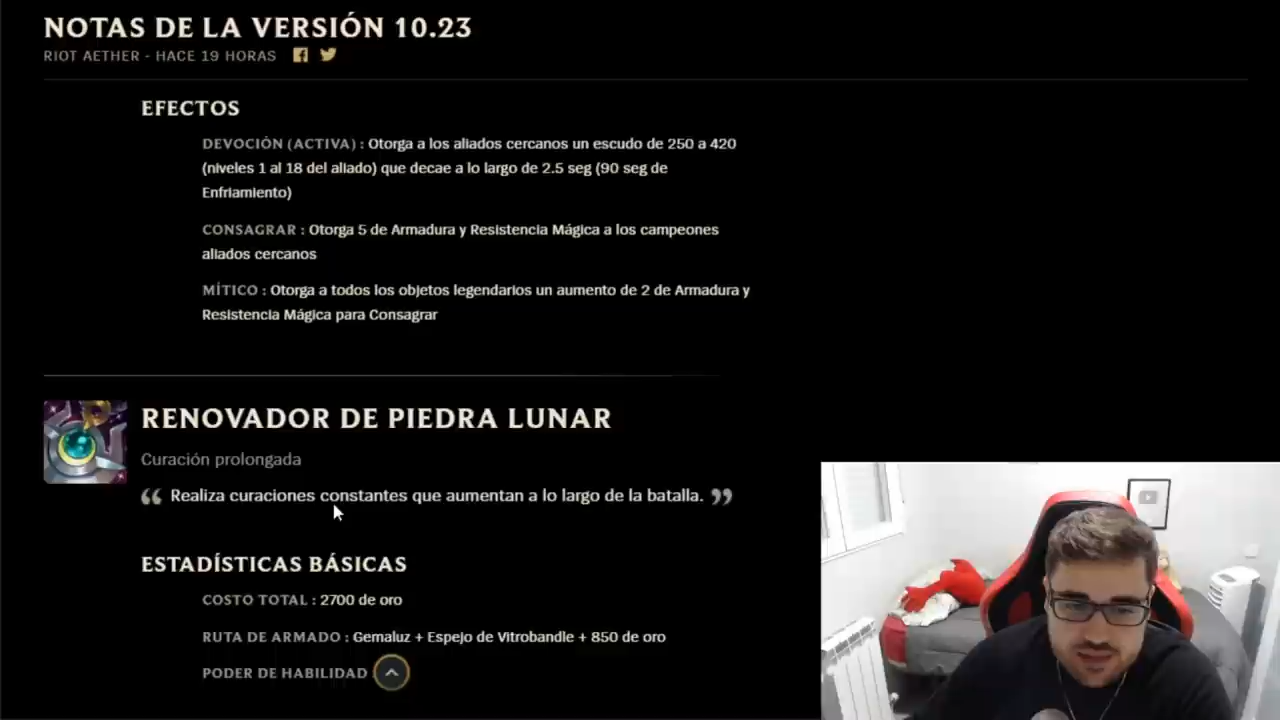 NOTAS DE LA VERSIÓN 10.23
RIOT AETHER - HACE 19 HORAS
EFECTOS
DEVOCIÓN (ACTIVA) : Otorga a los aliados cercanos un escudo de 250 a 420
(niveles 1 al 18 del aliado) que decae a lo largo de 2.5 seg (90 seg de
Enfriamiento)
CONSAGRAR : Otorga 5 de Armadura y Resistencia Mágica a los campeones
aliados cercanos
MÍTICO : Otorga a todos los objetos legendarios un aumento de 2 de Armadura y
Resistencia Mágica para Consagrar
RENOVADOR DE PIEDRA LUNAR
Curación prolongada
“ Realiza curaciones constantes que aumentan a lo largo de la batalla. ”
ESTADÍSTICAS BÁSICAS
COSTO TOTAL : 2700 de oro
RUTA DE ARMADO : Gemaluz + Espejo de Vitrobandle + 850 de oro
PODER DE HABILIDAD